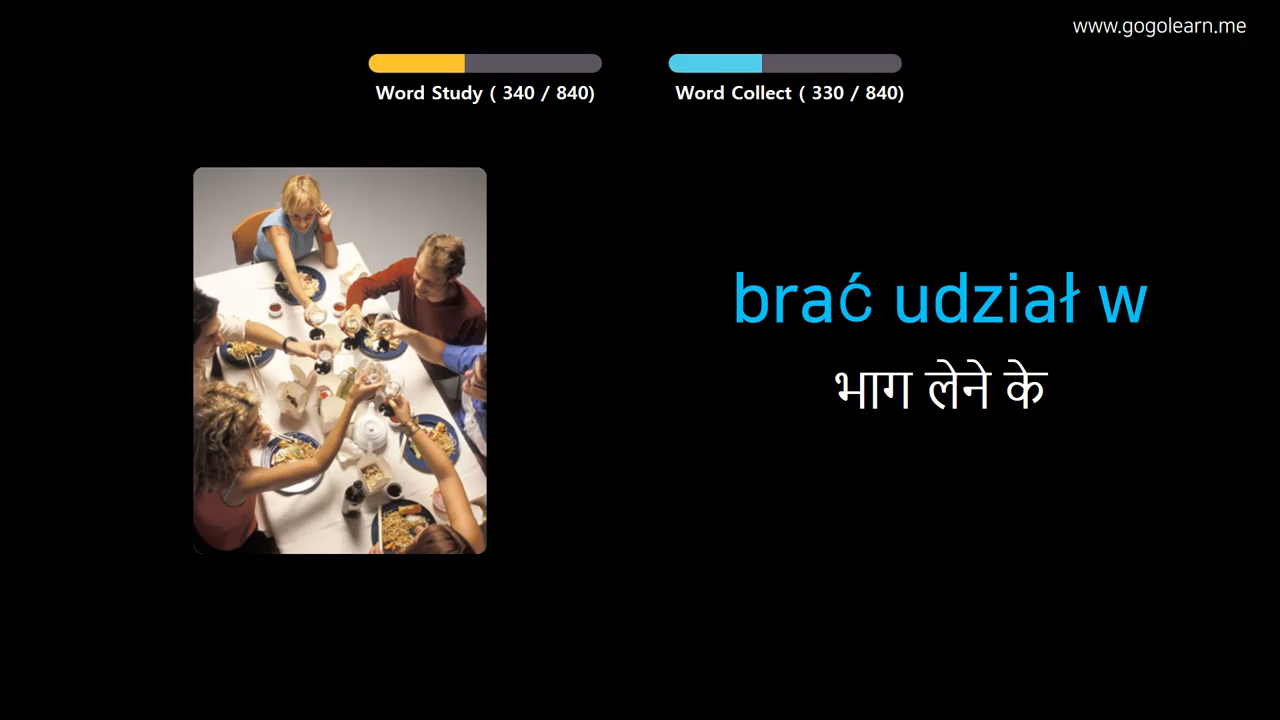 www.gogolearn.me
Word Study ( 340 / 840)
Word Collect ( 330 / 840)
brać udział w
भाग लेने के